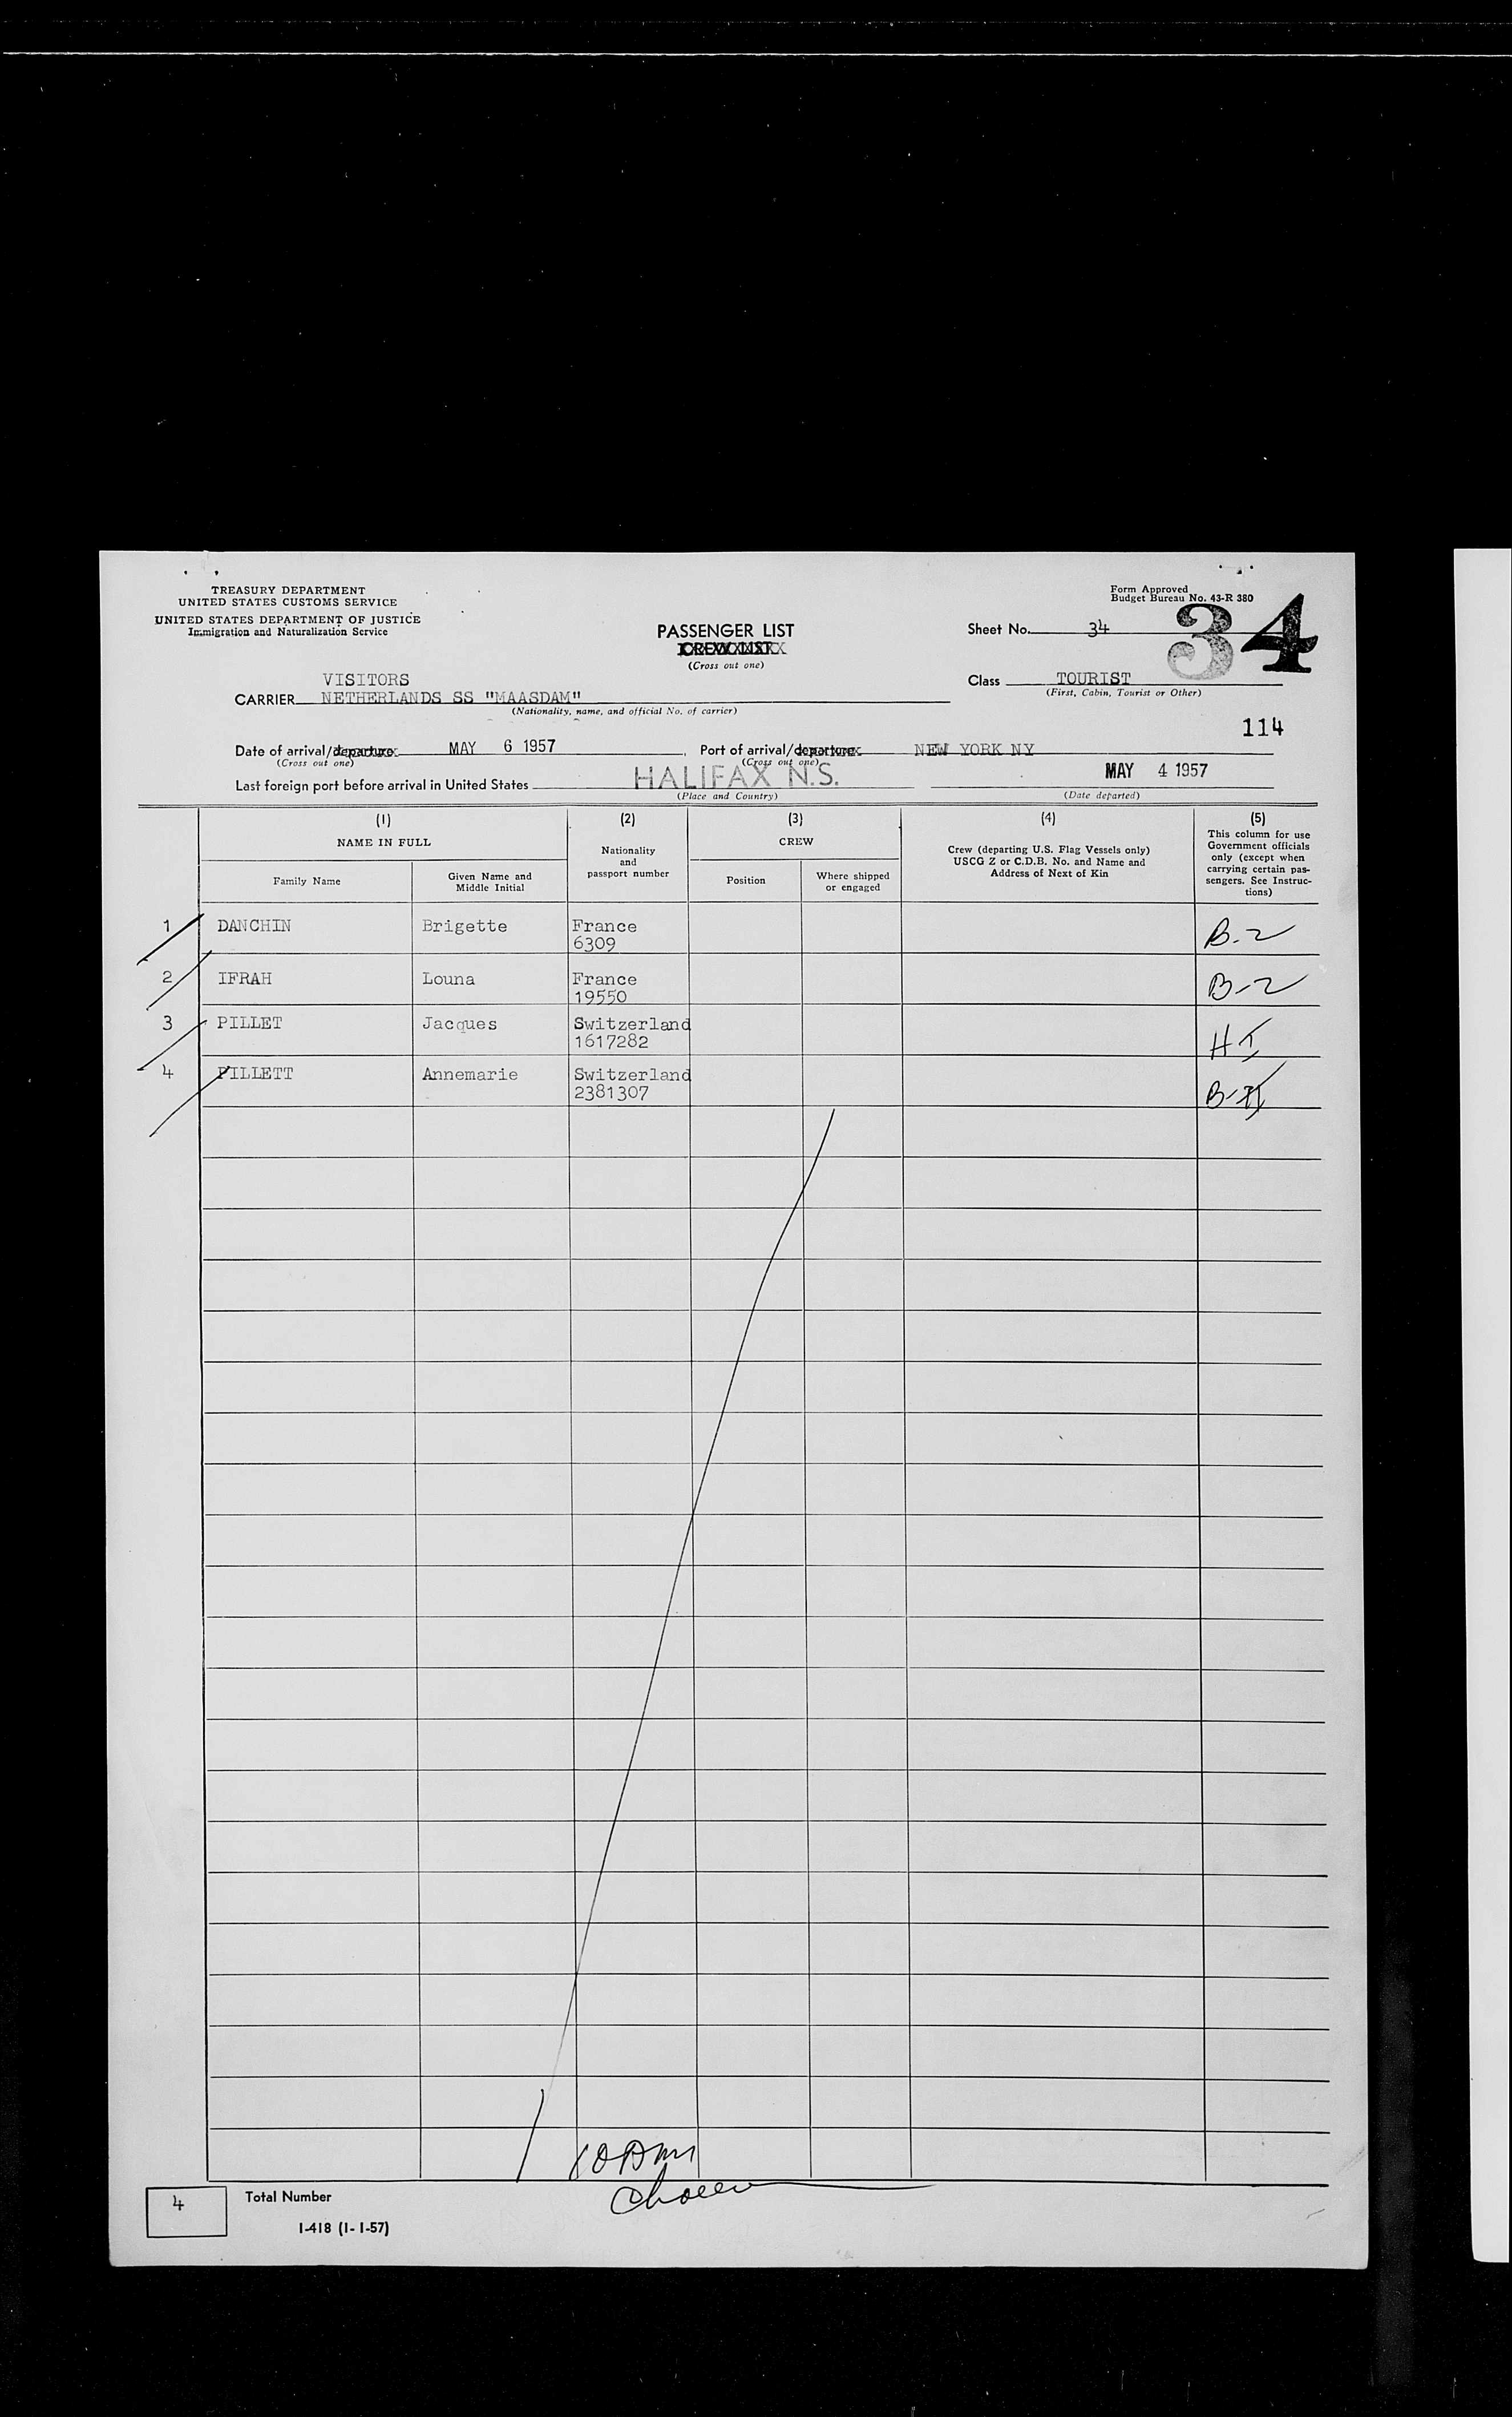 TREASURY DEPARTMENT
UNITED STATES CUSTOMS SERVICE
UNITED STATES DEPARTMENT OF JUSTICE
Immigration and Naturalization Service
Form Approved
Budget Bureau No. 43-R 380
PASSENGER LIST
CREW LIST
(Cross out one)
Sheet No. 34
34
VISITORS
CARRIER NETHERLANDS SS "MAASDAM"
(Nationality, name, and official No. of carrier)
Class TOURIST
(First, Cabin, Tourist or Other)
114
Date of arrival/departure MAY 6 1957 Port of arrival/departure NEW YORK NY
(Cross out one) (Cross out one)
Last foreign port before arrival in United States HALIFAX N.S. MAY 4 1957
(Place and Country) (Date departed)
(1) (2) (3) (4) (5)
NAME IN FULL
Family Name
Given Name and
Middle Initial
Nationality
and
passport number
CREW
Position
Where shipped
or engaged
Crew (departing U.S. Flag Vessels only)
USCG Z or C.D.B. No. and Name and
Address of Next of Kin
This column for use
Government officials
only (except when
carrying certain pas-
sengers. See Instruc-
tions)
1 DANCHIN Brigette France B-2
6309
2 IFRAH Louna France B-2
19550
3 PILLET Jacques Switzerland H I
1617282
4 PILLETT Annemarie Switzerland B-II
2381307
4 Total Number
I-418 (1-1-57)